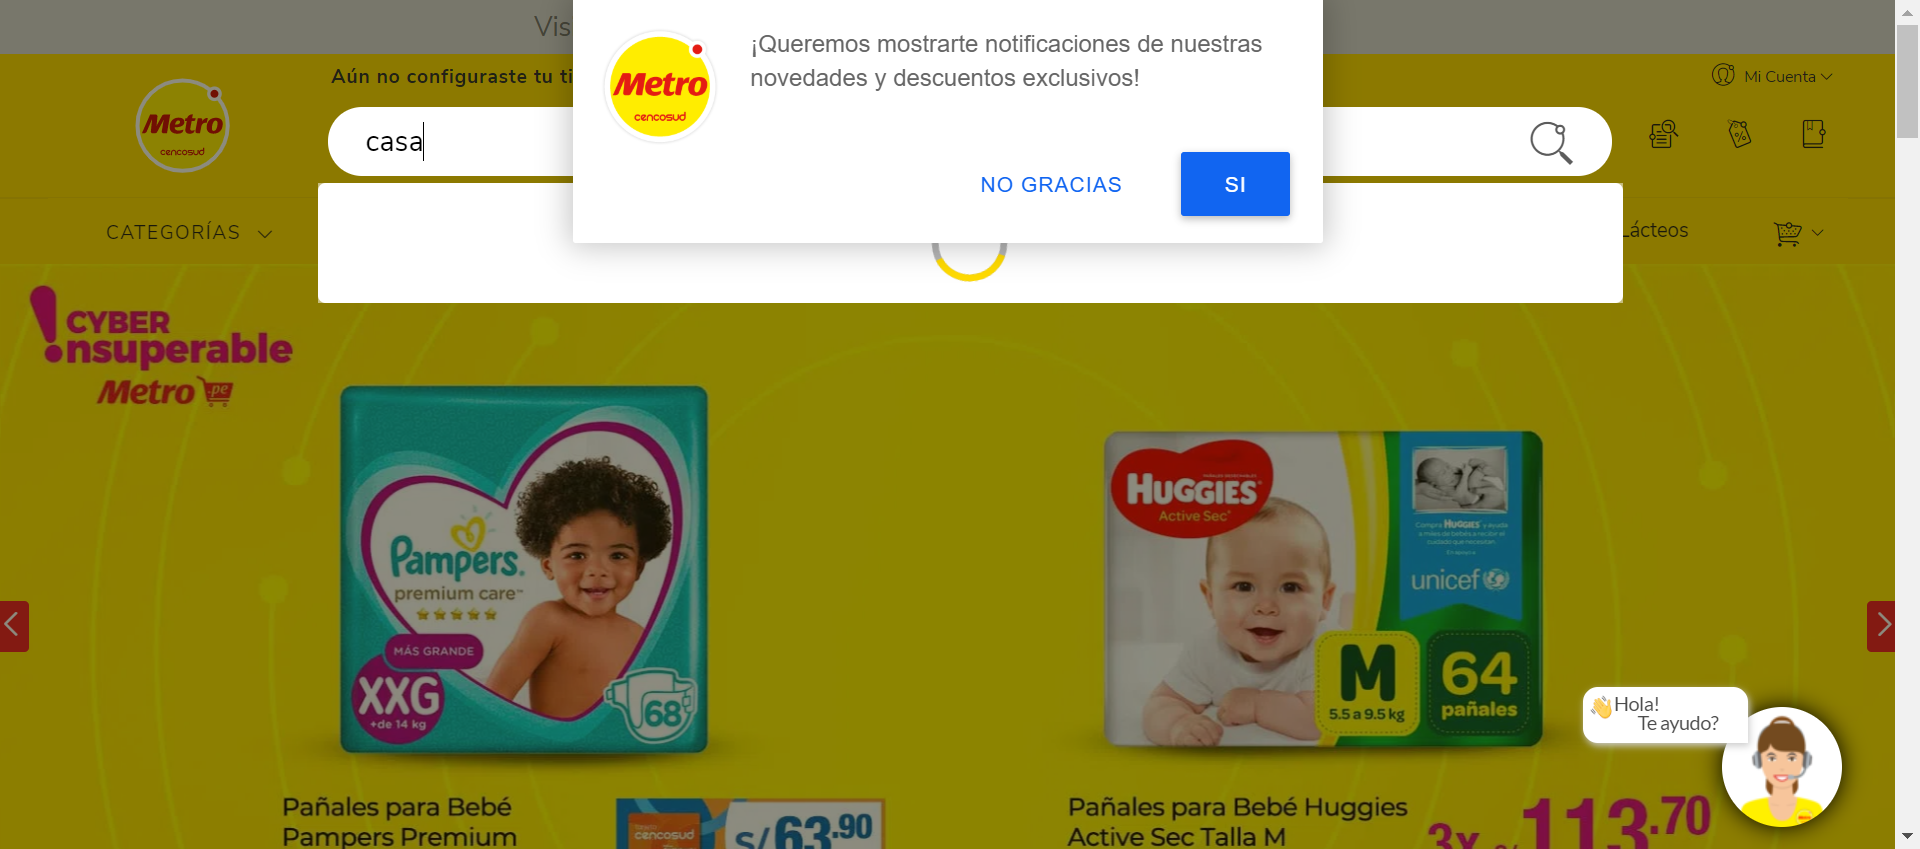 Vis
¡Queremos mostrarte notificaciones de nuestras
novedades y descuentos exclusivos!
NO GRACIAS
SI
Metro
cencosud
Aún no configuraste tu ti
Mi Cuenta
Metro
cencosud
casa
CATEGORÍAS
Lácteos
CYBER
nsuperable
Metro.pe
Pampers
premium care
MÁS GRANDE
XXG
+de 14 kg
68
HUGGIES
Active Sec
unicef
M
5.5 a 9.5 kg
64
pañales
Hola!
Te ayudo?
Pañales para Bebé
Pampers Premium
cencosud
S/63.90
Pañales para Bebé Huggies
Active Sec Talla M
3x
113.70